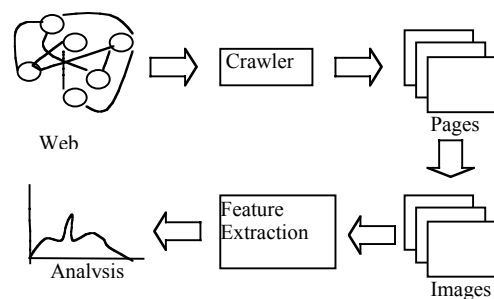 Web
Crawler
Pages
Images
Feature
Extraction
Analysis